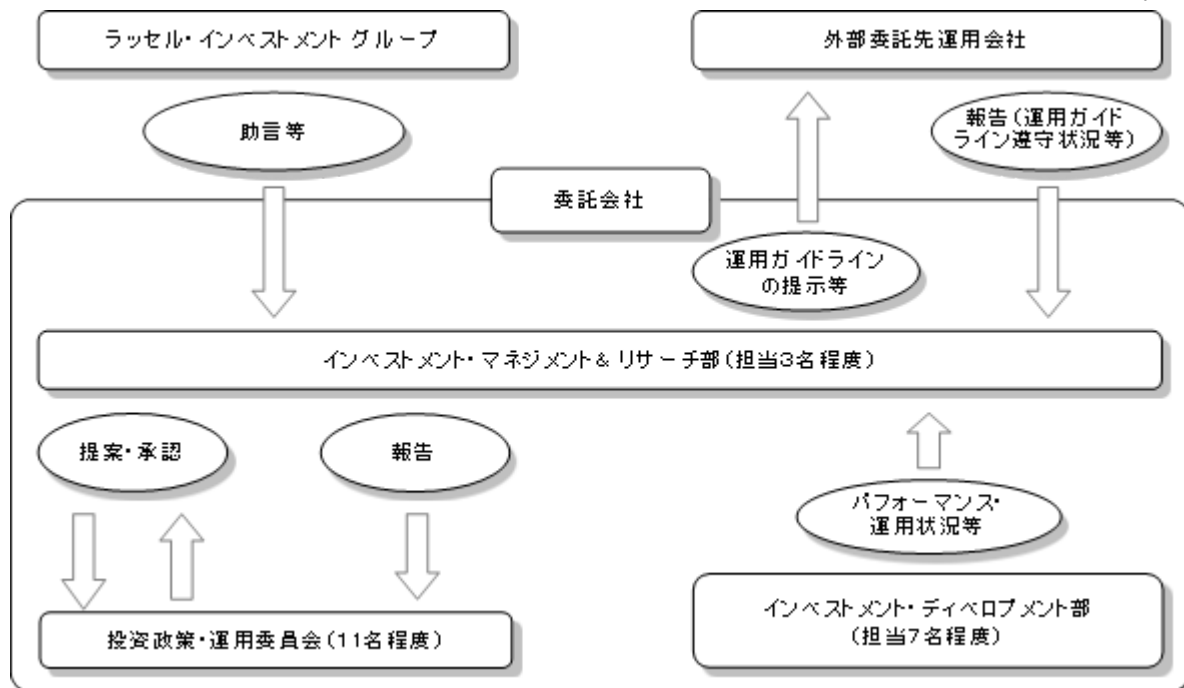 ラッセル・インベストメント グループ
外部委託先運用会社
助言等
報告(運用ガイド
ライン遵守状況等)
委託会社
運用ガイドライン
の提示等
インベストメント・マネジメント&リサーチ部(担当3名程度)
提案・承認
報告
パフォーマンス・
運用状況等
投資政策・運用委員会(11名程度)
インベストメント・ディベロプメント部
(担当7名程度)